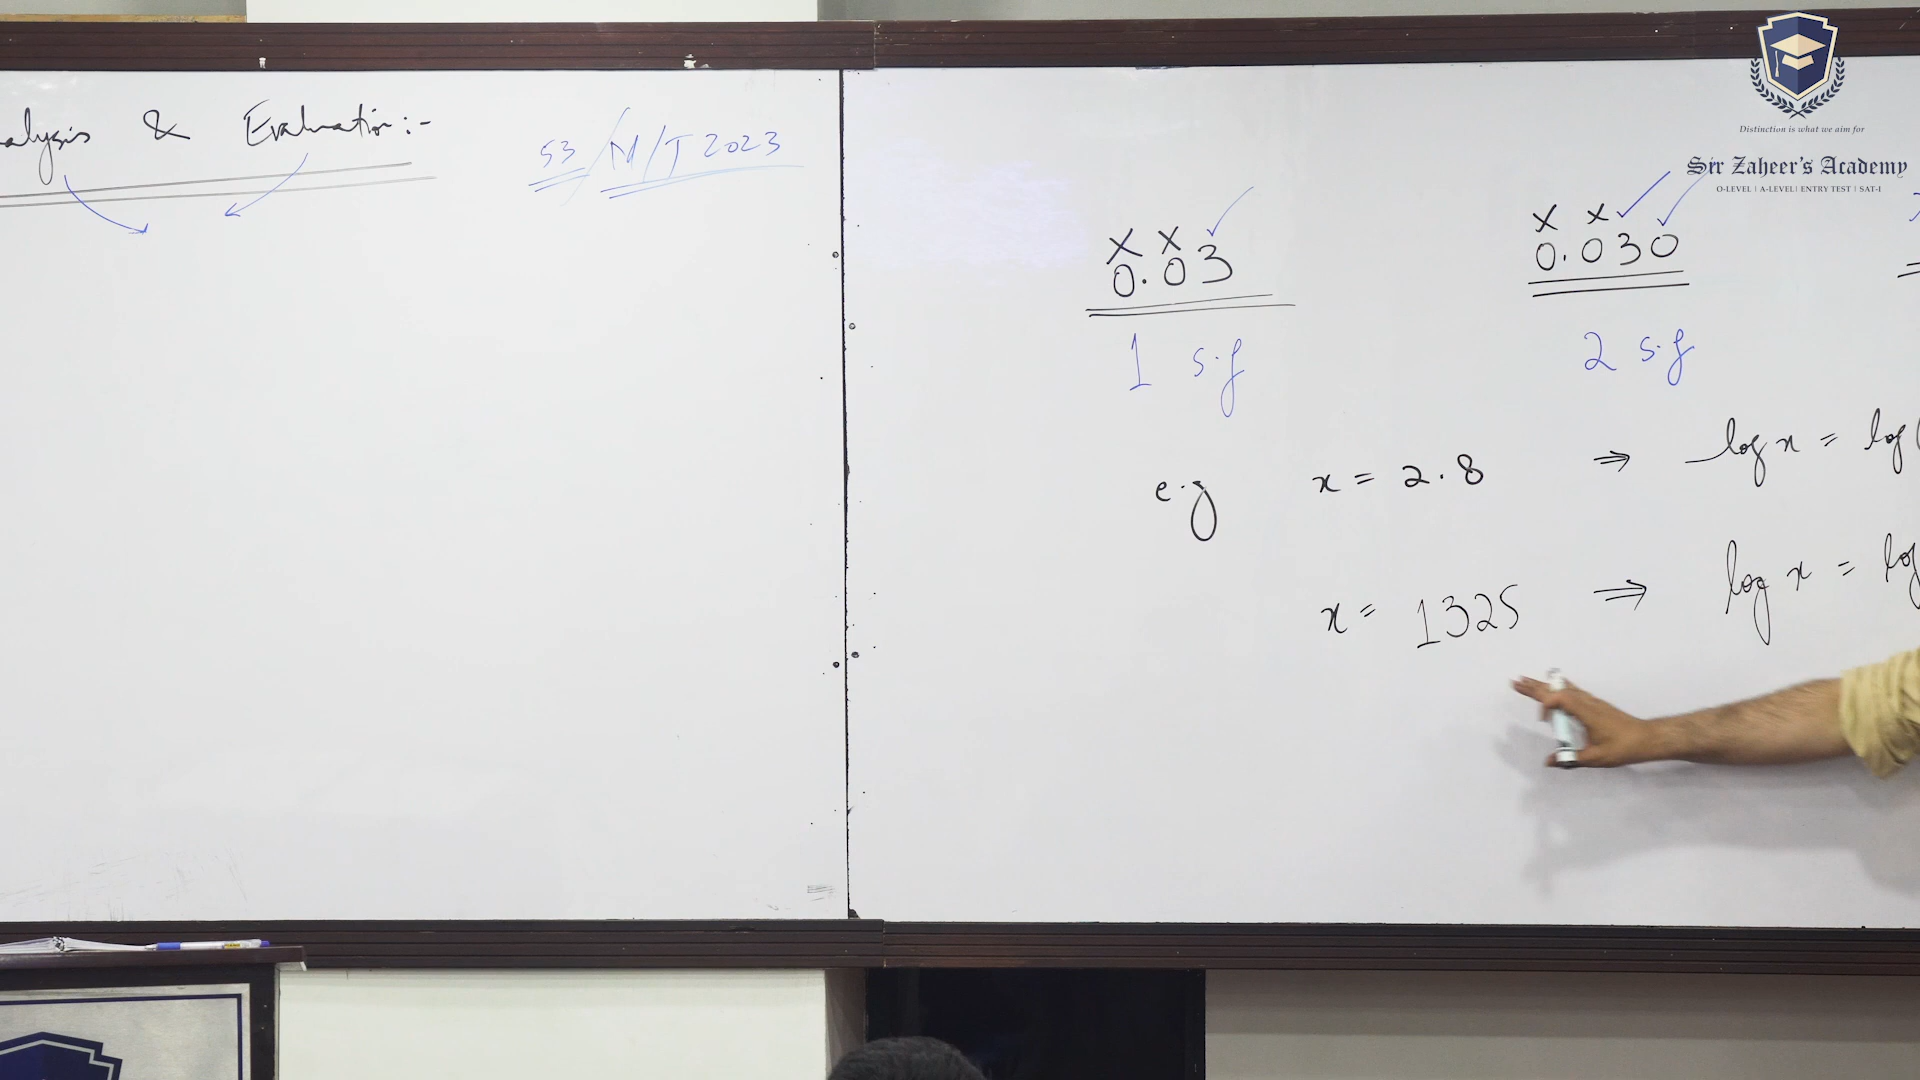 alysis & Evaluation:-
53/M/J 2023
Distinction is what we aim for
Sir Zaheer's Academy
O-LEVEL | A-LEVEL | ENTRY TEST | SAT-I
x x
0.03
1 s.f
x x
0.030
2 s.f
e.g x = 2.8 ⇒ log x = log(
x = 1325 ⇒ log x = log